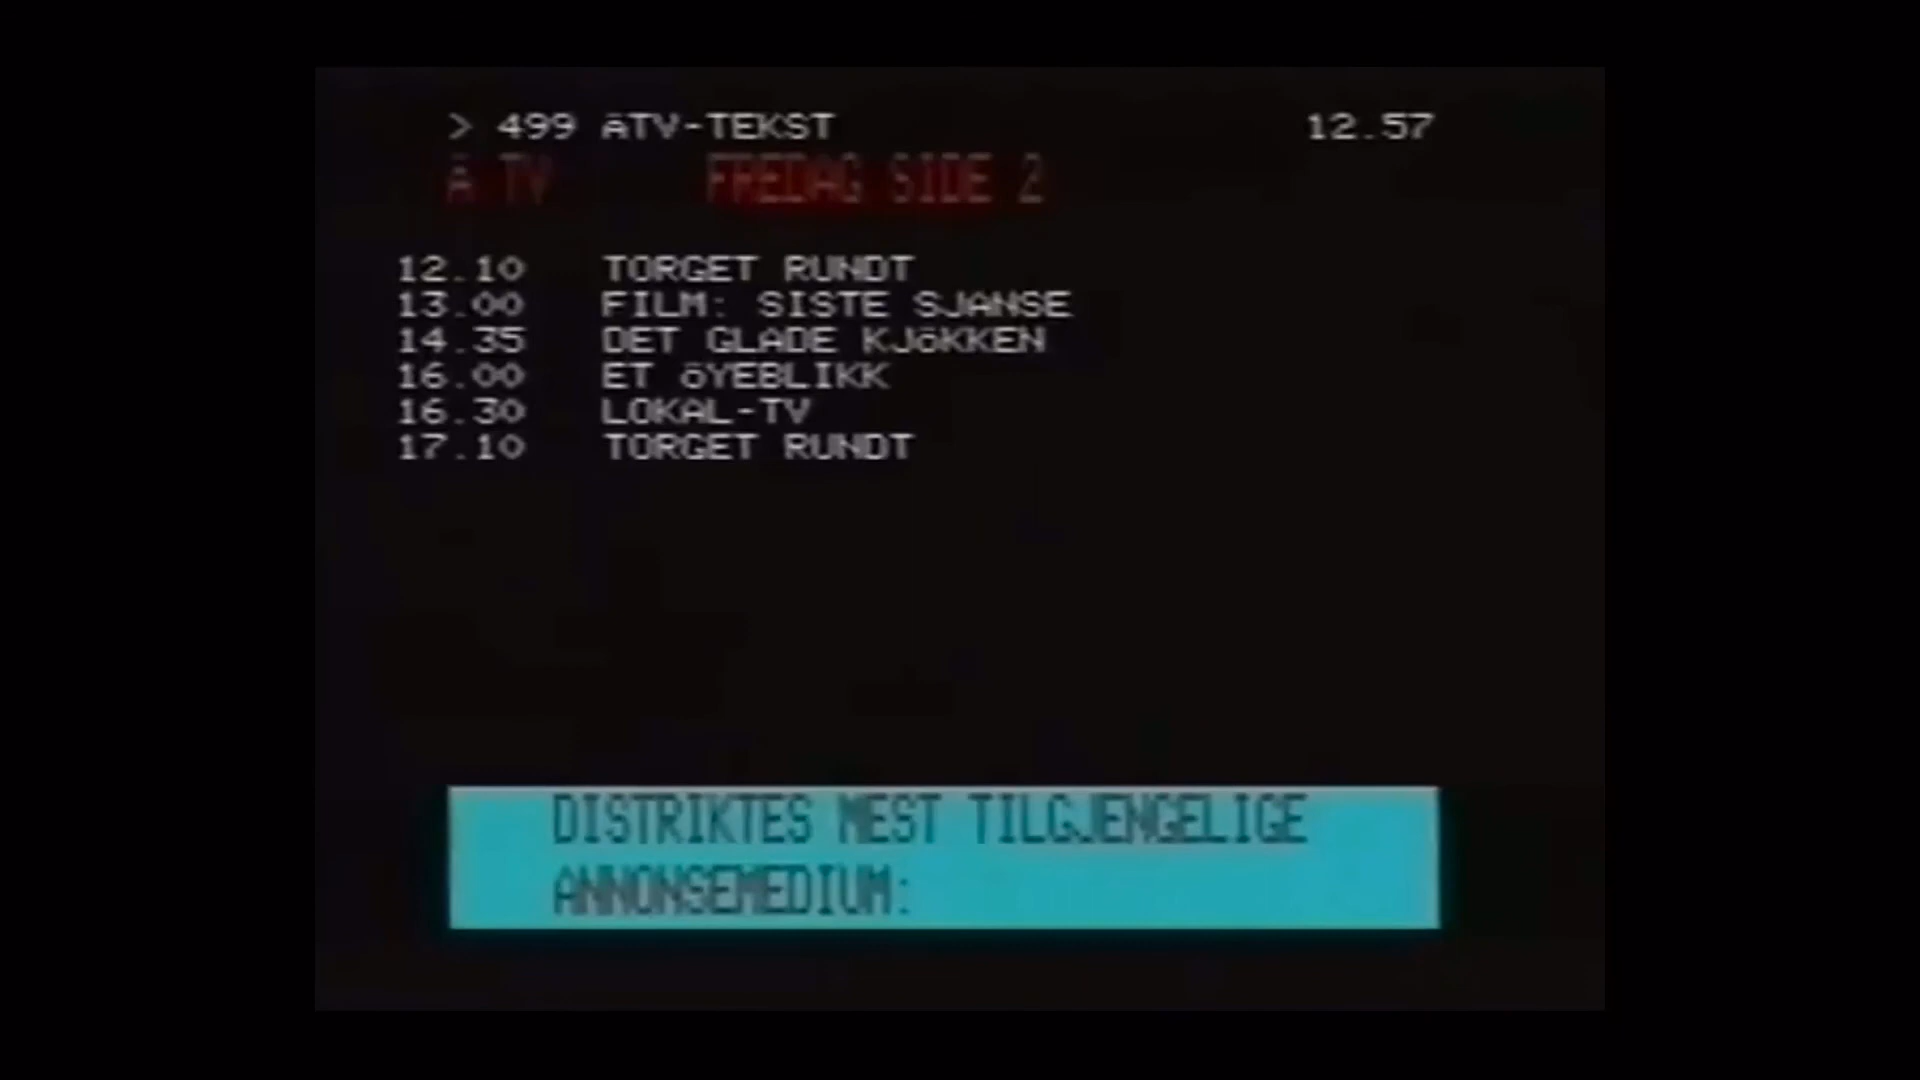 > 499 äTV-TEKST 12.57
Ä TV FREDAG SIDE 2
12.10 TORGET RUNDT
13.00 FILM: SISTE SJANSE
14.35 DET GLADE KJöKKEN
16.00 ET öYEBLIKK
16.30 LOKAL-TV
17.10 TORGET RUNDT
DISTRIKTES MEST TILGJENGELIGE
ANNONSEMEDIUM: